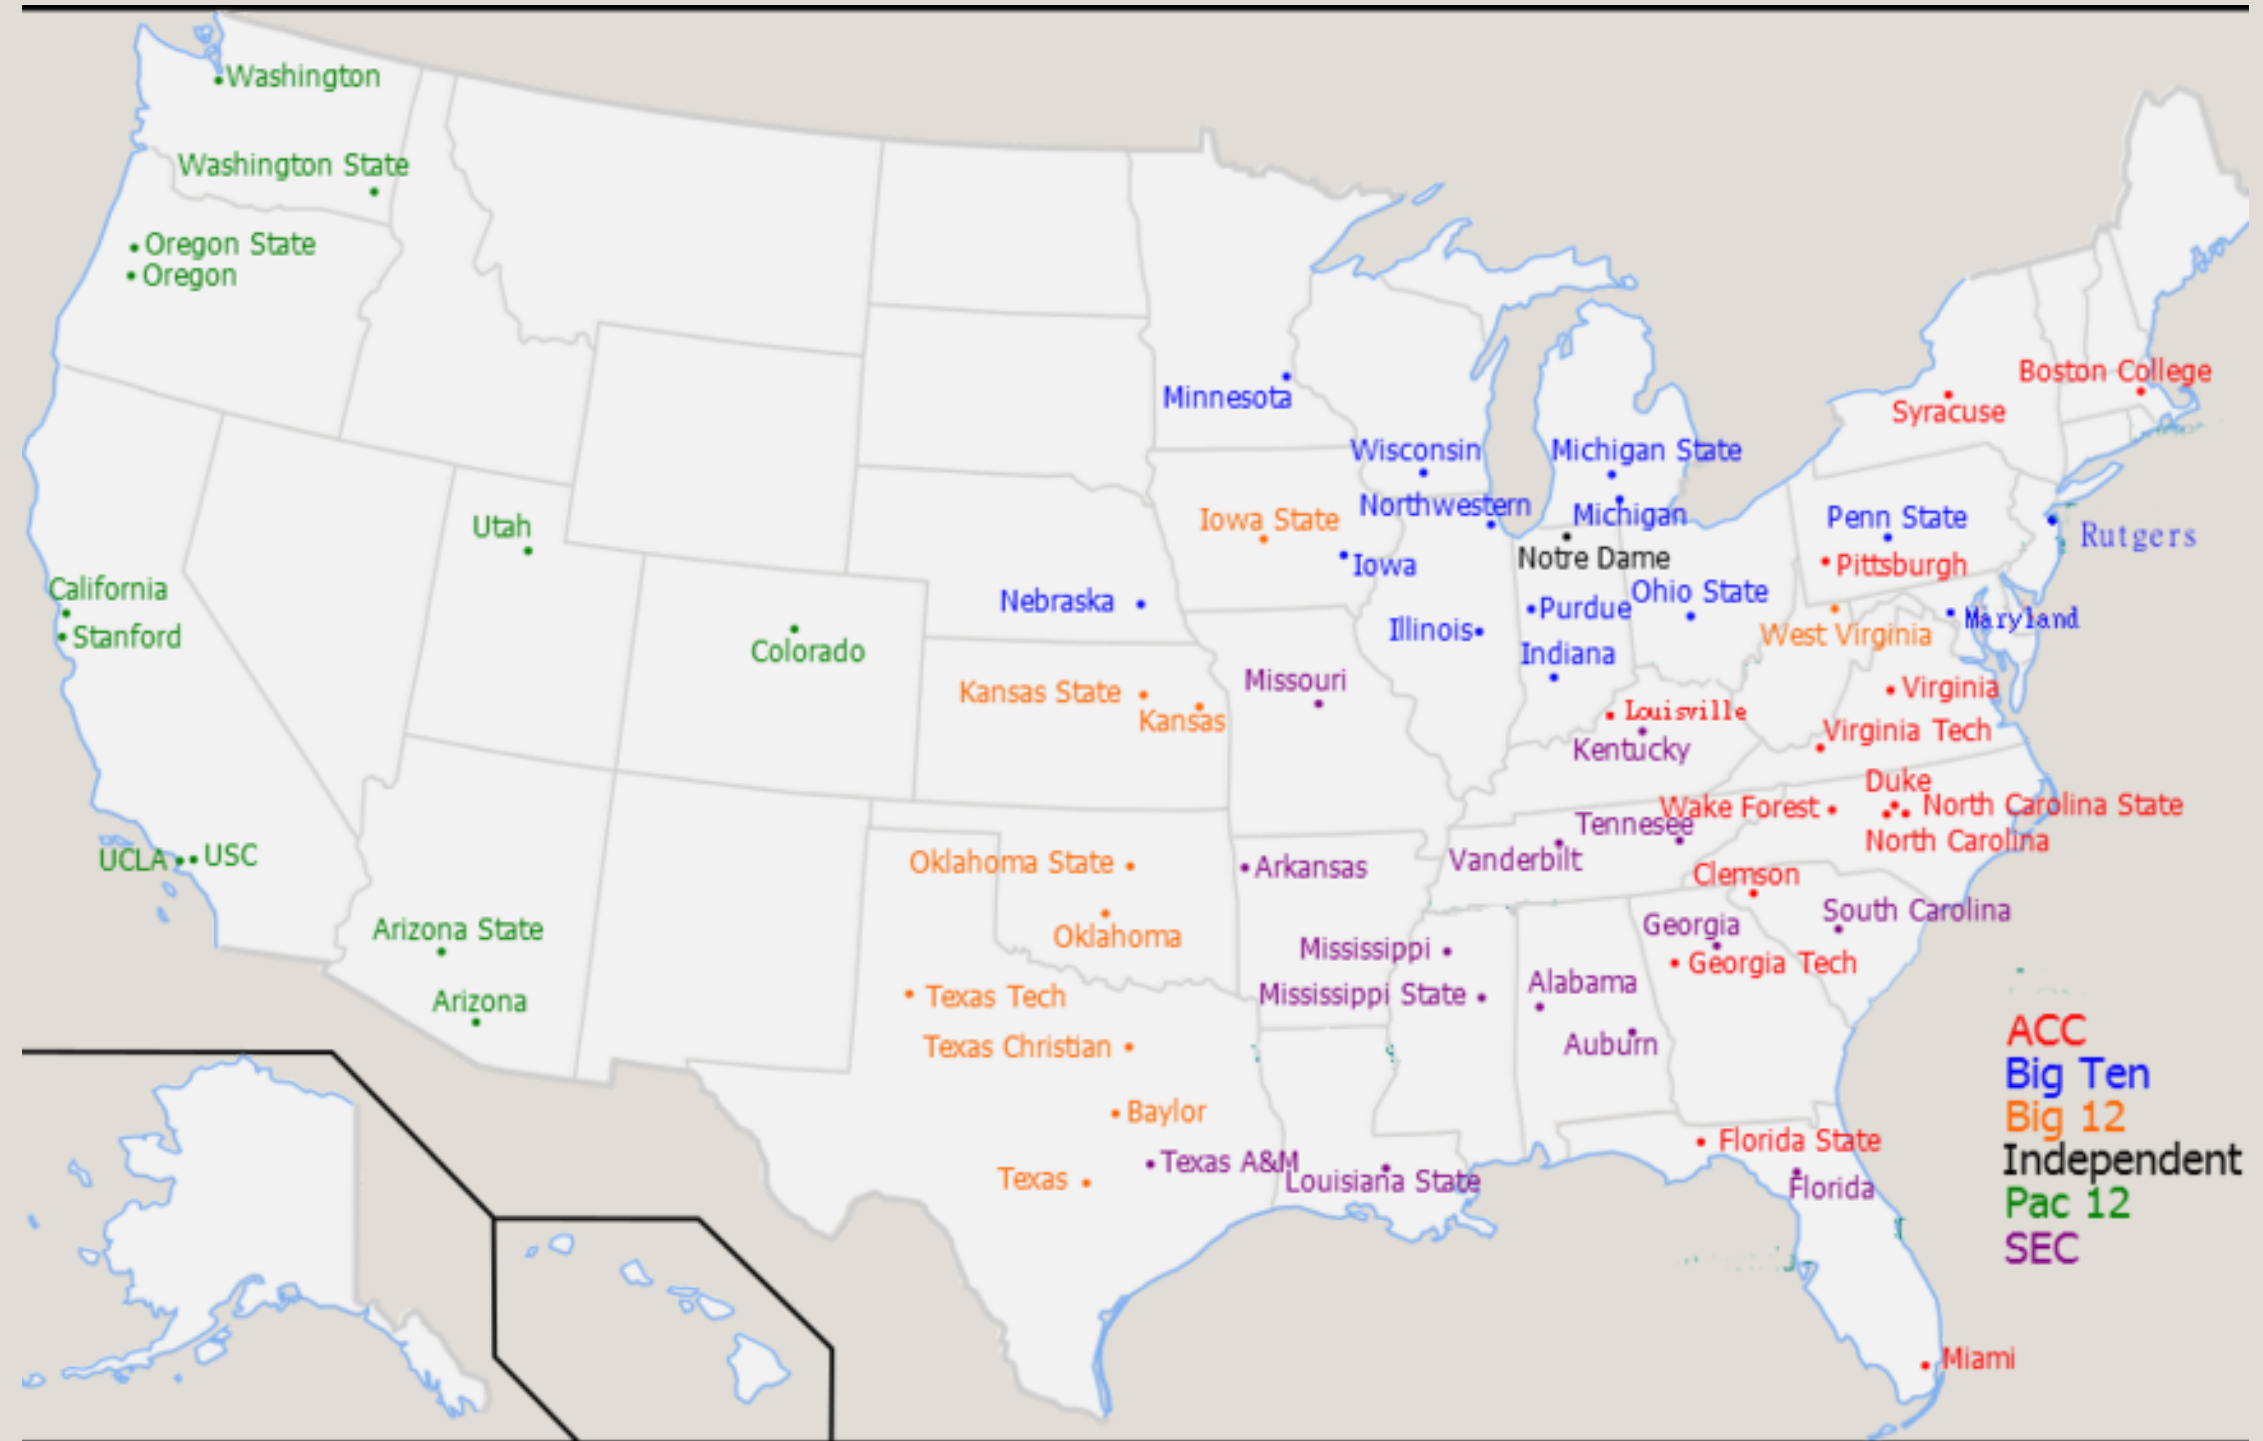 Washington
Washington State
Oregon State
Oregon
Boston College
Minnesota
Syracuse
Wisconsin
Michigan State
Northwestern
Michigan
Iowa State
Penn State
Utah
Rutgers
Notre Dame
Iowa
Pittsburgh
California
Nebraska
Purdue
Ohio State
Maryland
Stanford
Illinois
West Virginia
Colorado
Indiana
Missouri
Kansas State
Virginia
Louisville
Kansas
Virginia Tech
Kentucky
Duke
Wake Forest
North Carolina State
Tennesee
North Carolina
UCLA
USC
Oklahoma State
Arkansas
Vanderbilt
Clemson
South Carolina
Arizona State
Georgia
Oklahoma
Mississippi
Georgia Tech
Alabama
Mississippi State
Texas Tech
Arizona
ACC
Texas Christian
Auburn
Big Ten
Baylor
Big 12
Florida State
Texas A&M
Independent
Texas
Louisiana State
Florida
Pac 12
SEC
Miami